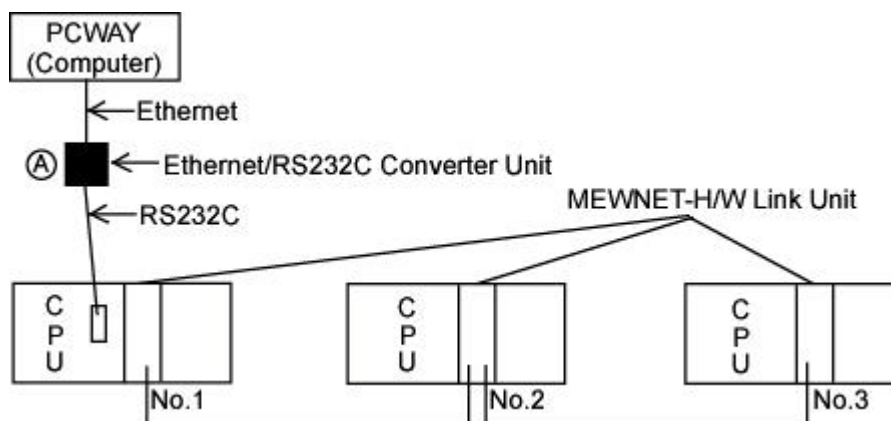 PCWAY
(Computer)
Ethernet
Ⓐ
Ethernet/RS232C Converter Unit
MEWNET-H/W Link Unit
RS232C
C
P
U
C
P
U
C
P
U
No.1
No.2
No.3